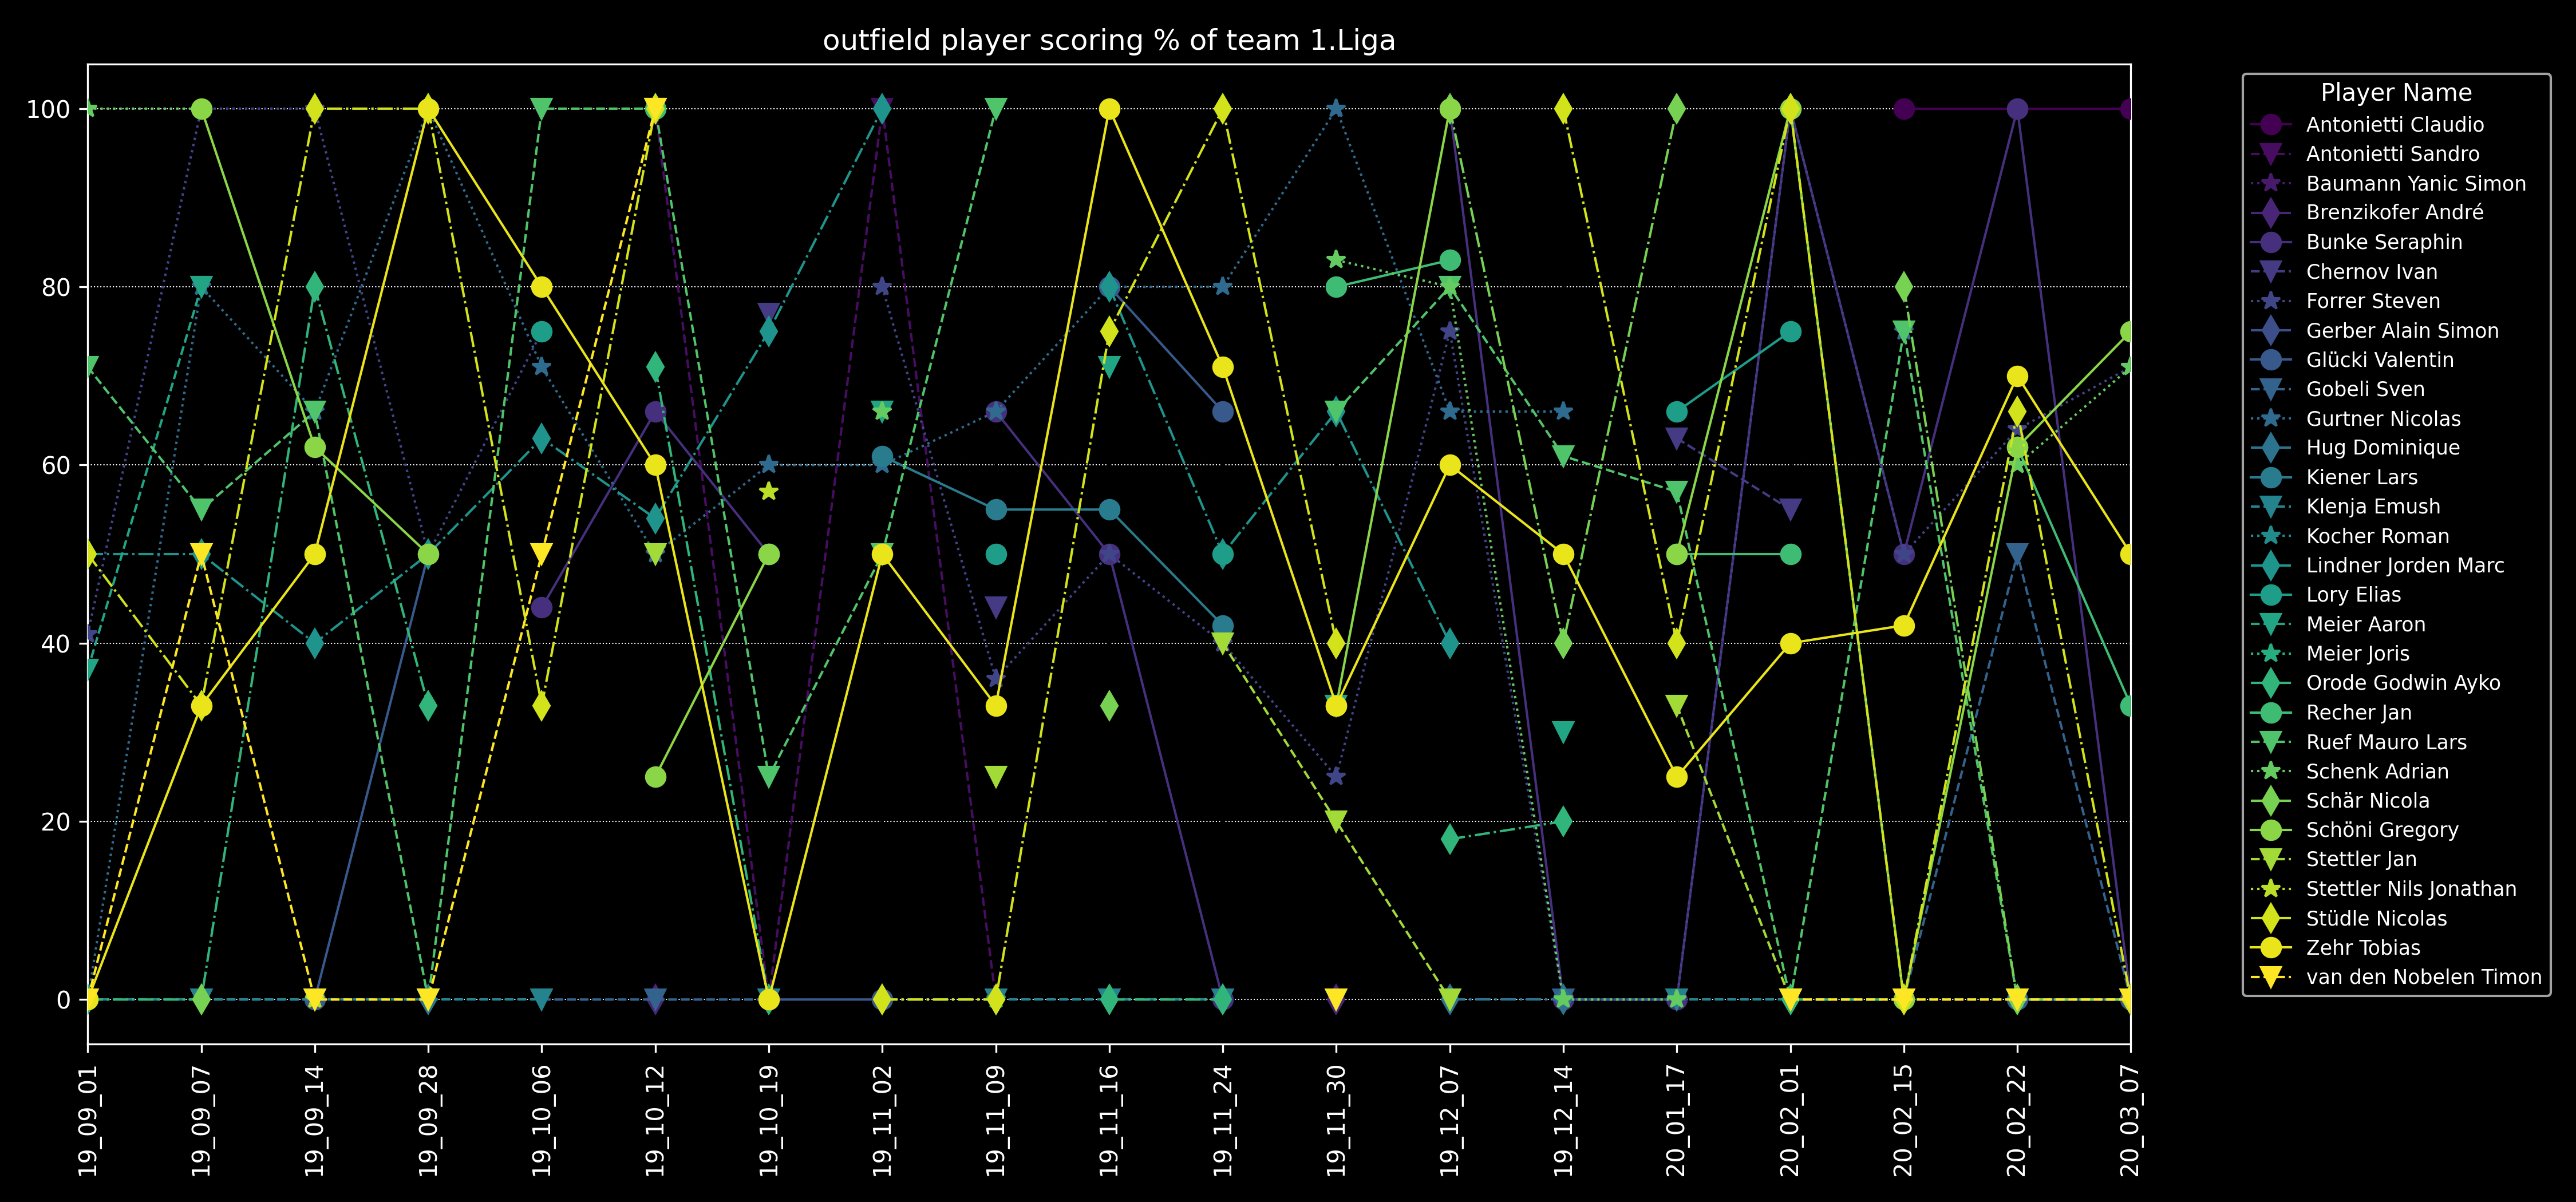 outfield player scoring % of team 1.Liga
100
80
60
40
20
0
19_09_01
19_09_07
19_09_14
19_09_28
19_10_06
19_10_12
19_10_19
19_11_02
19_11_09
19_11_16
19_11_24
19_11_30
19_12_07
19_12_14
20_01_17
20_02_01
20_02_15
20_02_22
20_03_07
Player Name
Antonietti Claudio
Antonietti Sandro
Baumann Yanic Simon
Brenzikofer André
Bunke Seraphin
Chernov Ivan
Forrer Steven
Gerber Alain Simon
Glücki Valentin
Gobeli Sven
Gurtner Nicolas
Hug Dominique
Kiener Lars
Klenja Emush
Kocher Roman
Lindner Jorden Marc
Lory Elias
Meier Aaron
Meier Joris
Orode Godwin Ayko
Recher Jan
Ruef Mauro Lars
Schenk Adrian
Schär Nicola
Schöni Gregory
Stettler Jan
Stettler Nils Jonathan
Stüdle Nicolas
Zehr Tobias
van den Nobelen Timon